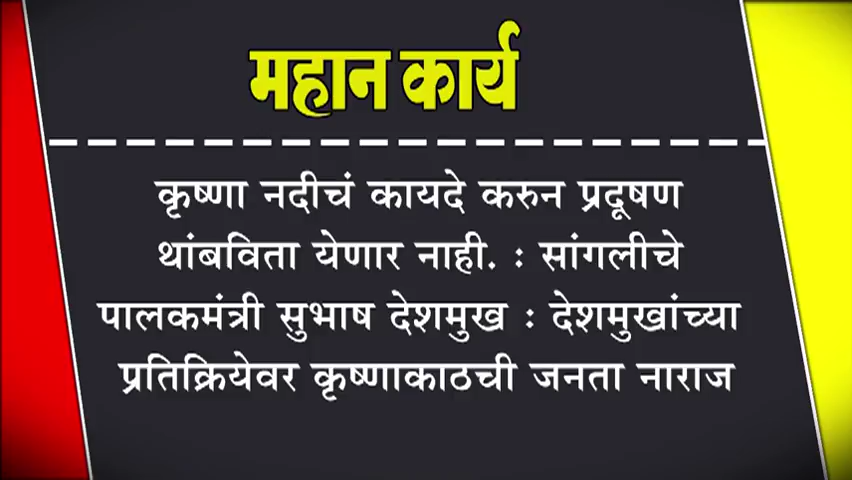 महान कार्य
कृष्णा नदीचं कायदे करुन प्रदूषण
थांबविता येणार नाही. : सांगलीचे
पालकमंत्री सुभाष देशमुख : देशमुखांच्या
प्रतिक्रियेवर कृष्णाकाठची जनता नाराज